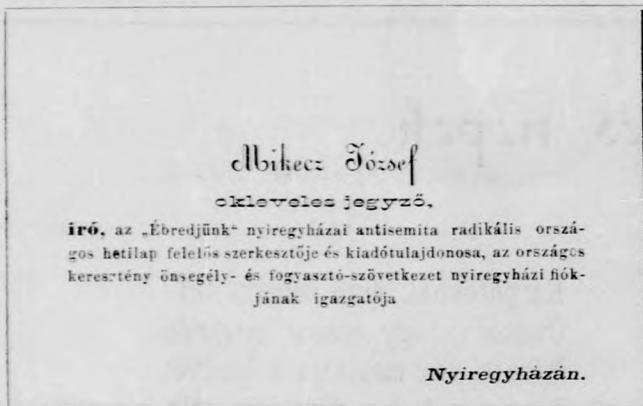 Mikecz József
okleveles jegyző,
író, az „Ébredjünk“ nyiregyházai antisemita radikális orszá-
gos hetilap felelős szerkesztője és kiadótulajdonosa, az országos
keresztény önsegély- és fogyasztó-szövetkezet nyiregyházi fiók-
jának igazgatója
Nyiregyházán.